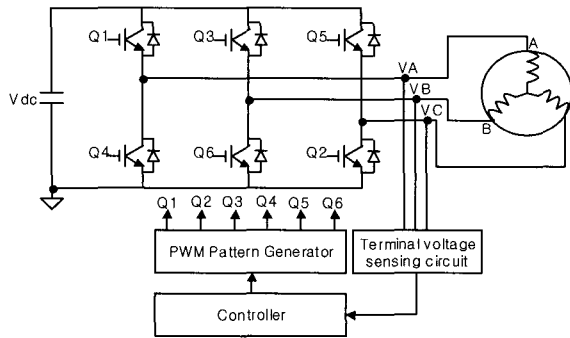 Q1
Q3
Q5
VA
A
Vdc
VB
VC
B
Q4
Q6
Q2
Q1 Q2 Q3 Q4 Q5 Q6
PWM Pattern Generator
Terminal voltage
sensing circuit
Controller